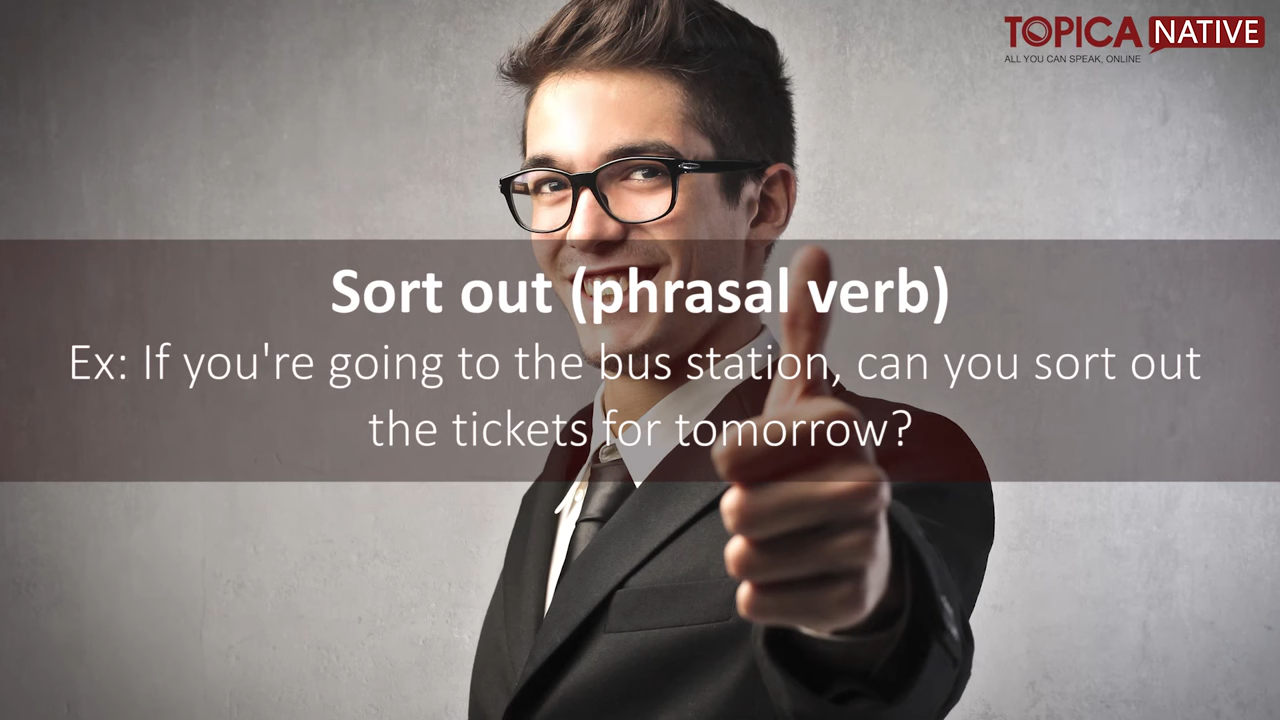 TOPICA NATIVE
ALL YOU CAN SPEAK, ONLINE
Sort out (phrasal verb)
Ex: If you're going to the bus station, can you sort out
the tickets for tomorrow?